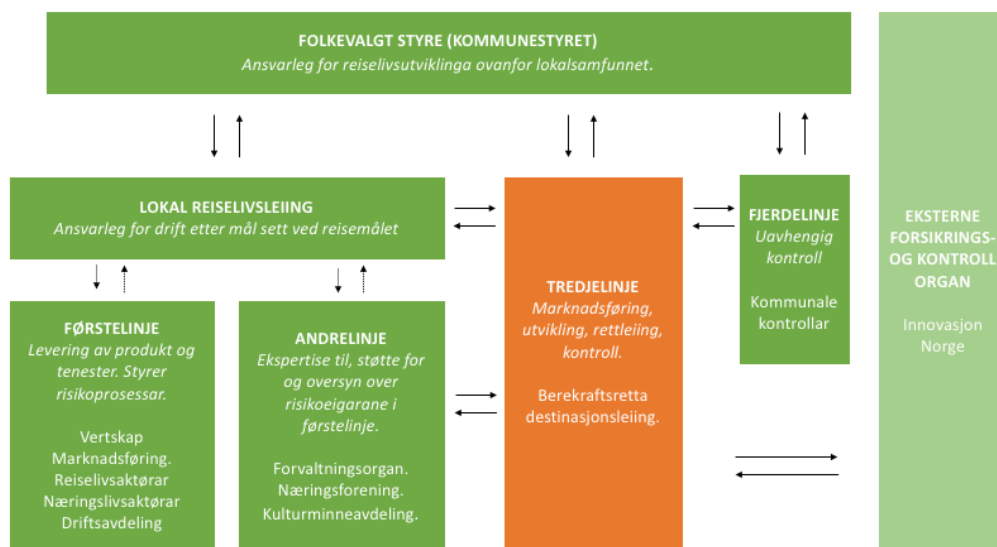 FOLKEVALGT STYRE (KOMMUNESTYRET)
Ansvarleg for reiselivsutviklinga ovanfor lokalsamfunnet.
LOKAL REISELIVSLEIING
Ansvarleg for drift etter mål sett ved reisemålet
FØRSTELINJE
Levering av produkt og
tenester. Styrer
risikoprosessar.
Vertskap
Marknadsføring.
Reiselivsaktørar
Næringslivsaktørar
Driftsavdeling
ANDRELINJE
Ekspertise til, støtte for
og oversyn over
risikoeigarane i
førstelinje.
Forvaltningsorgan.
Næringsforening.
Kulturminneavdeling.
TREDJELINJE
Marknadsføring,
utvikling, rettleiing,
kontroll.
Berekraftsretta
destinasjonsleiing.
FJERDELINJE
Uavhengig
kontroll
Kommunale
kontrollar
EKSTERNE
FORSIKRINGS-
OG KONTROLL
ORGAN
Innovasjon
Norge